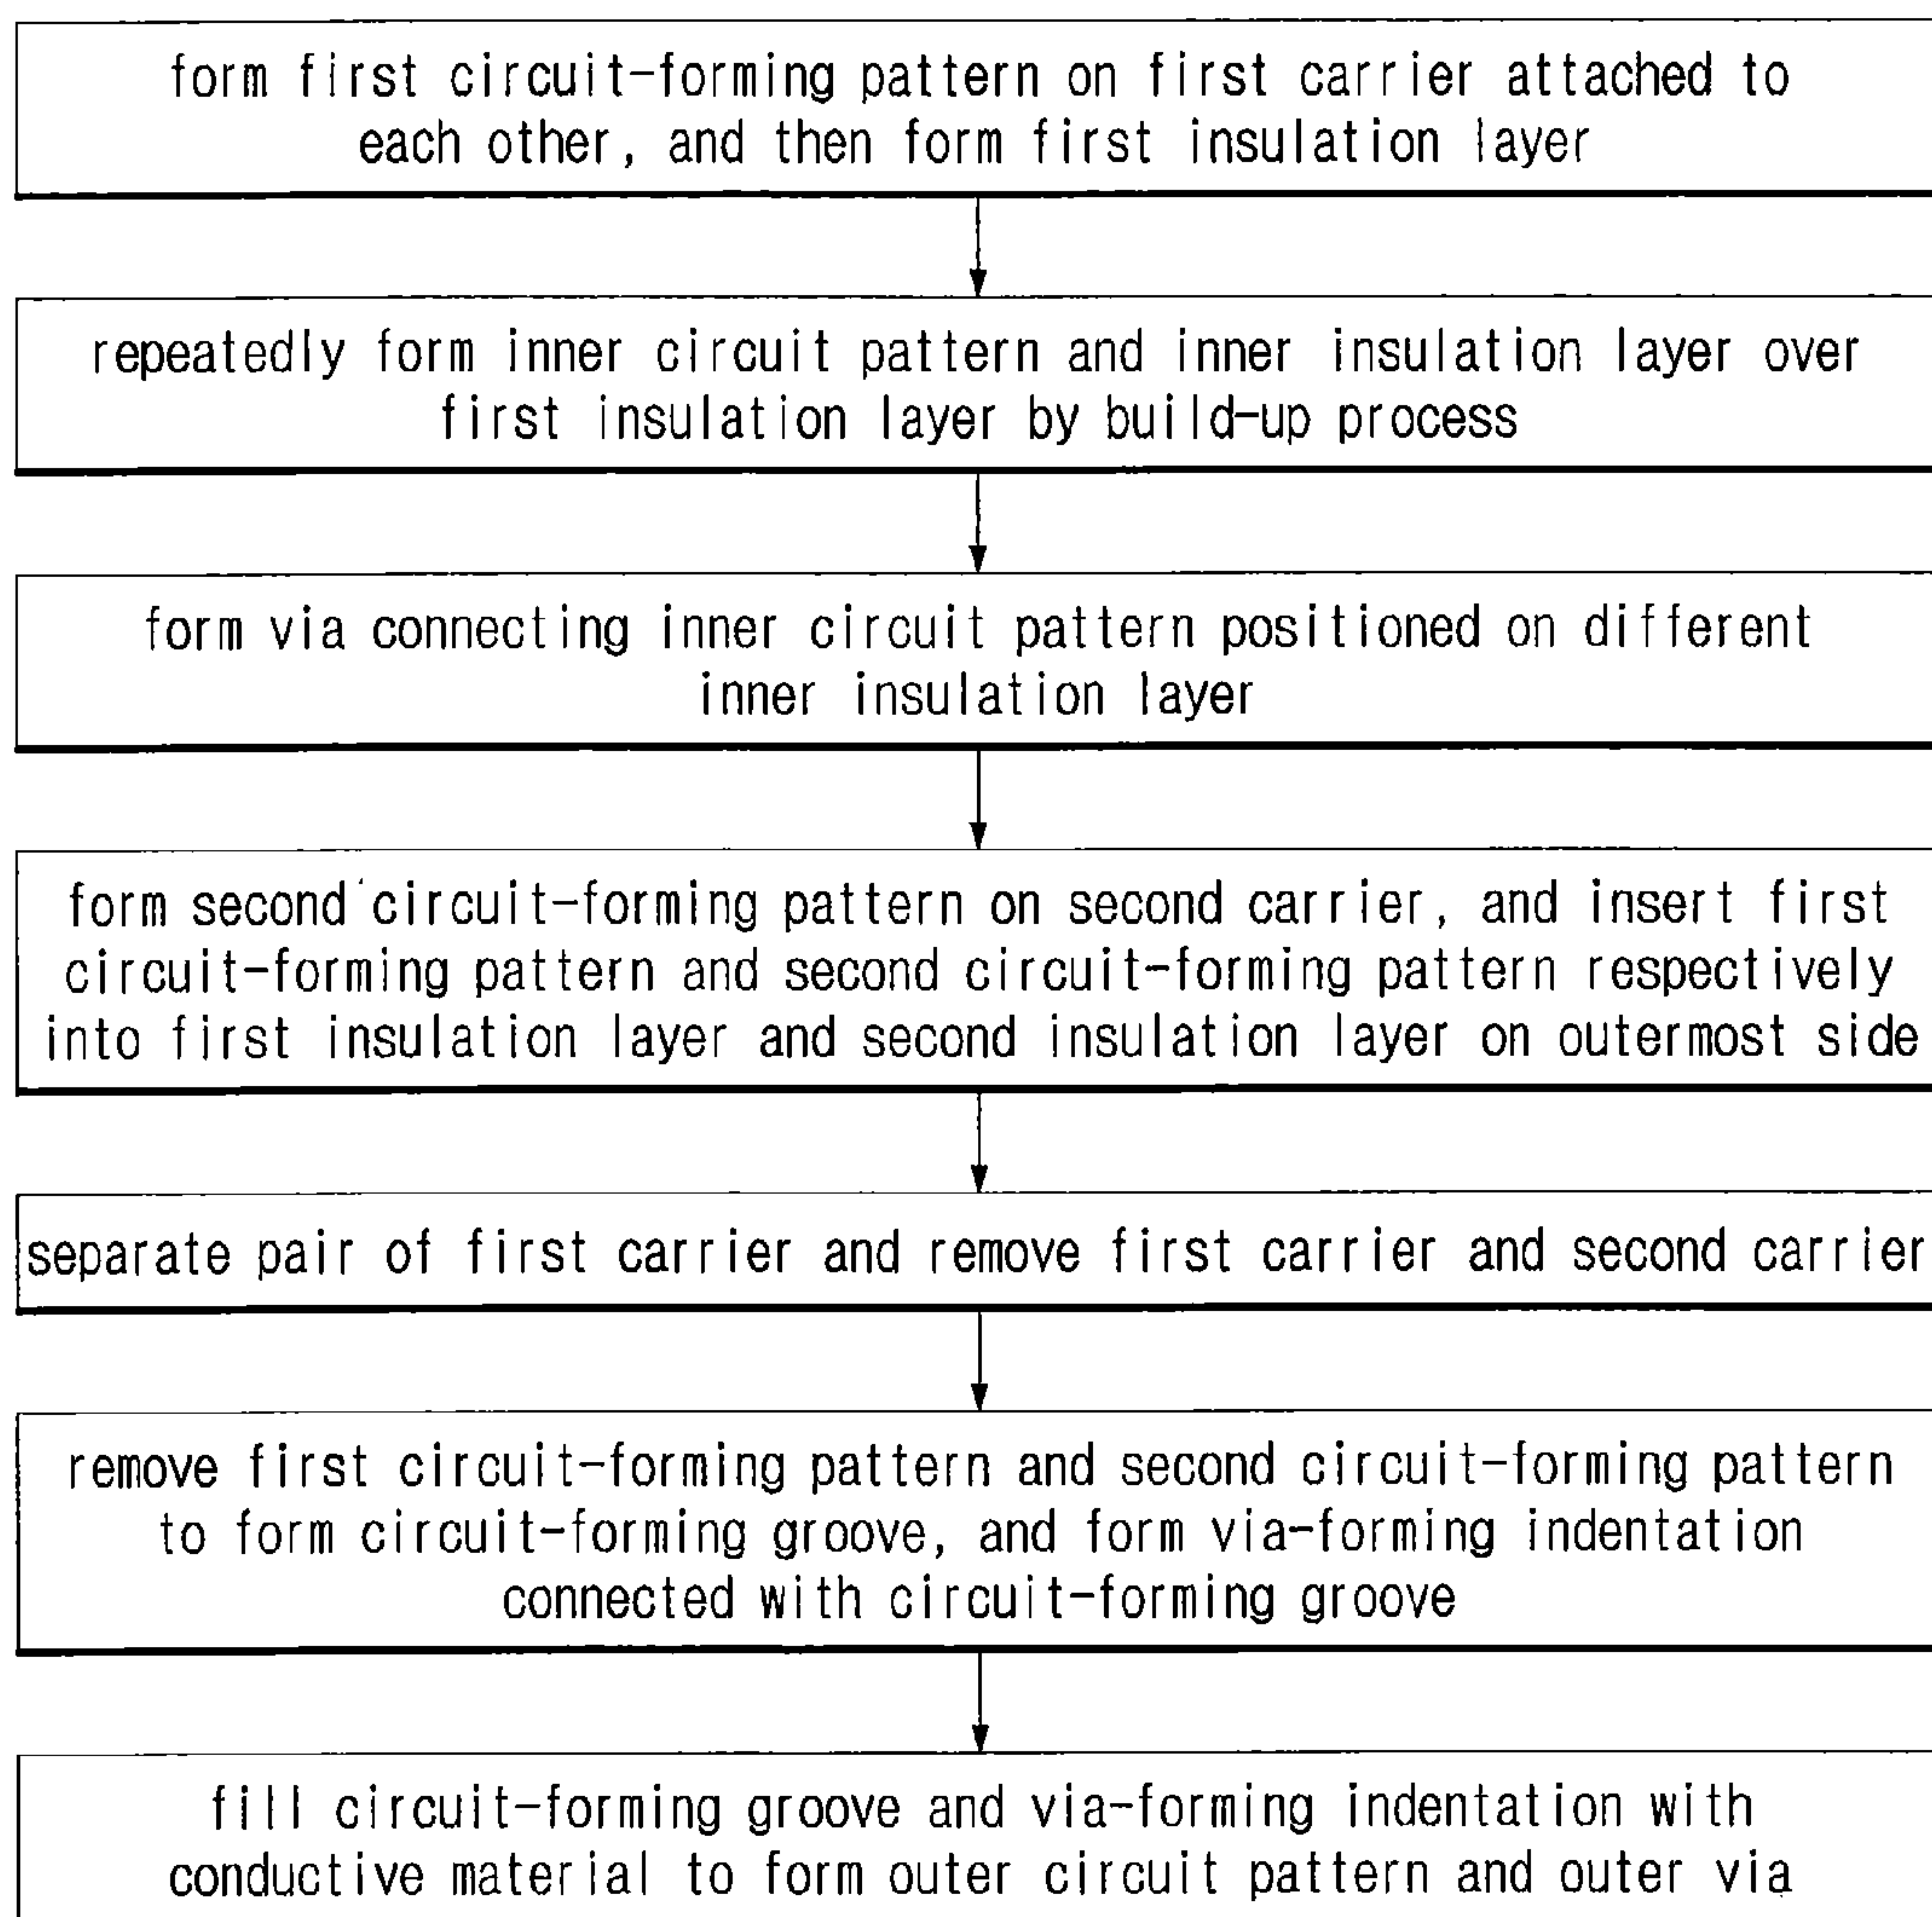 form first circuit-forming pattern on first carrier attached to
each other, and then form first insulation layer
repeatedly form inner circuit pattern and inner insulation layer over
first insulation layer by build-up process
form via connecting inner circuit pattern positioned on different
inner insulation layer
form second circuit-forming pattern on second carrier, and insert first
circuit-forming pattern and second circuit-forming pattern respectively
into first insulation layer and second insulation layer on outermost side
separate pair of first carrier and remove first carrier and second carrier
remove first circuit-forming pattern and second circuit-forming pattern
to form circuit-forming groove, and form via-forming indentation
connected with circuit-forming groove
fill circuit-forming groove and via-forming indentation with
conductive material to form outer circuit pattern and outer via